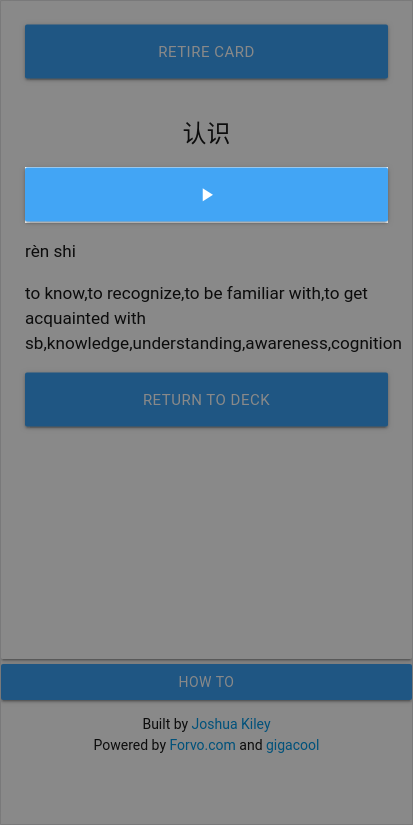 RETIRE CARD
认识
rèn shi
to know,to recognize,to be familiar with,to get
acquainted with
sb,knowledge,understanding,awareness,cognition
RETURN TO DECK
HOW TO
Built by Joshua Kiley
Powered by Forvo.com and gigacool